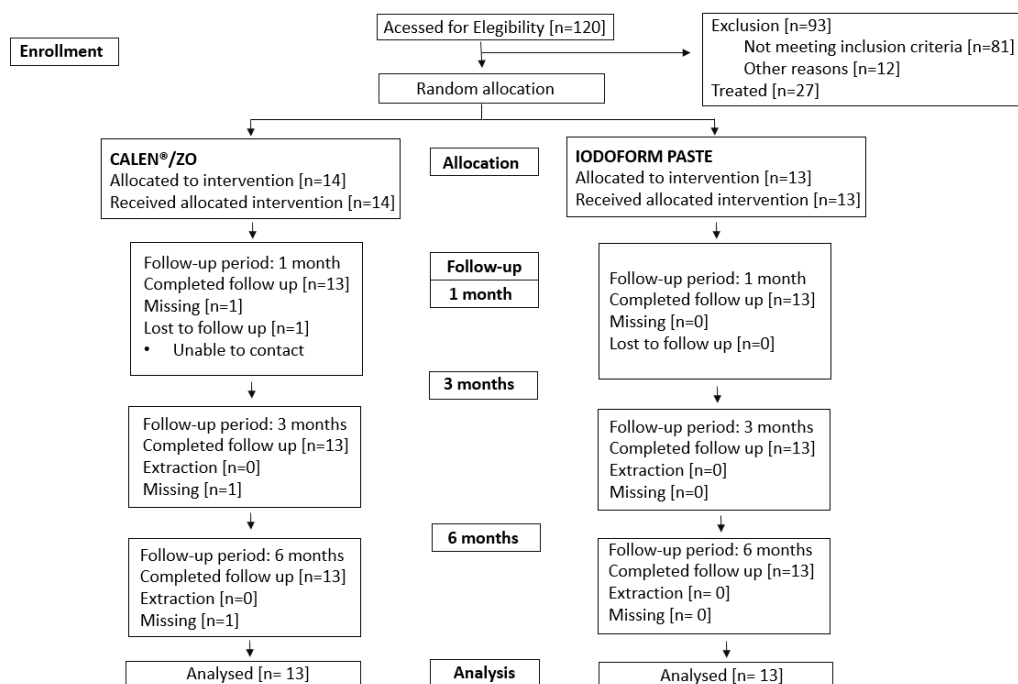 Acessed for Elegibility [n=120]
Enrollment
Exclusion [n=93]
Not meeting inclusion criteria [n=81]
Other reasons [n=12]
Treated [n=27]
Random allocation
CALEN®/ZO
Allocated to intervention [n=14]
Received allocated intervention [n=14]
Allocation
IODOFORM PASTE
Allocated to intervention [n=13]
Received allocated intervention [n=13]
Follow-up period: 1 month
Completed follow up [n=13]
Missing [n=1]
Lost to follow up [n=1]
• Unable to contact
Follow-up
1 month
Follow-up period: 1 month
Completed follow up [n=13]
Missing [n=0]
Lost to follow up [n=0]
3 months
Follow-up period: 3 months
Completed follow up [n=13]
Extraction [n=0]
Missing [n=1]
Follow-up period: 3 months
Completed follow up [n=13]
Extraction [n=0]
Missing [n=0]
6 months
Follow-up period: 6 months
Completed follow up [n=13]
Extraction [n=0]
Missing [n=1]
Follow-up period: 6 months
Completed follow up [n=13]
Extraction [n= 0]
Missing [n= 0]
Analysed [n= 13]
Analysis
Analysed [n= 13]